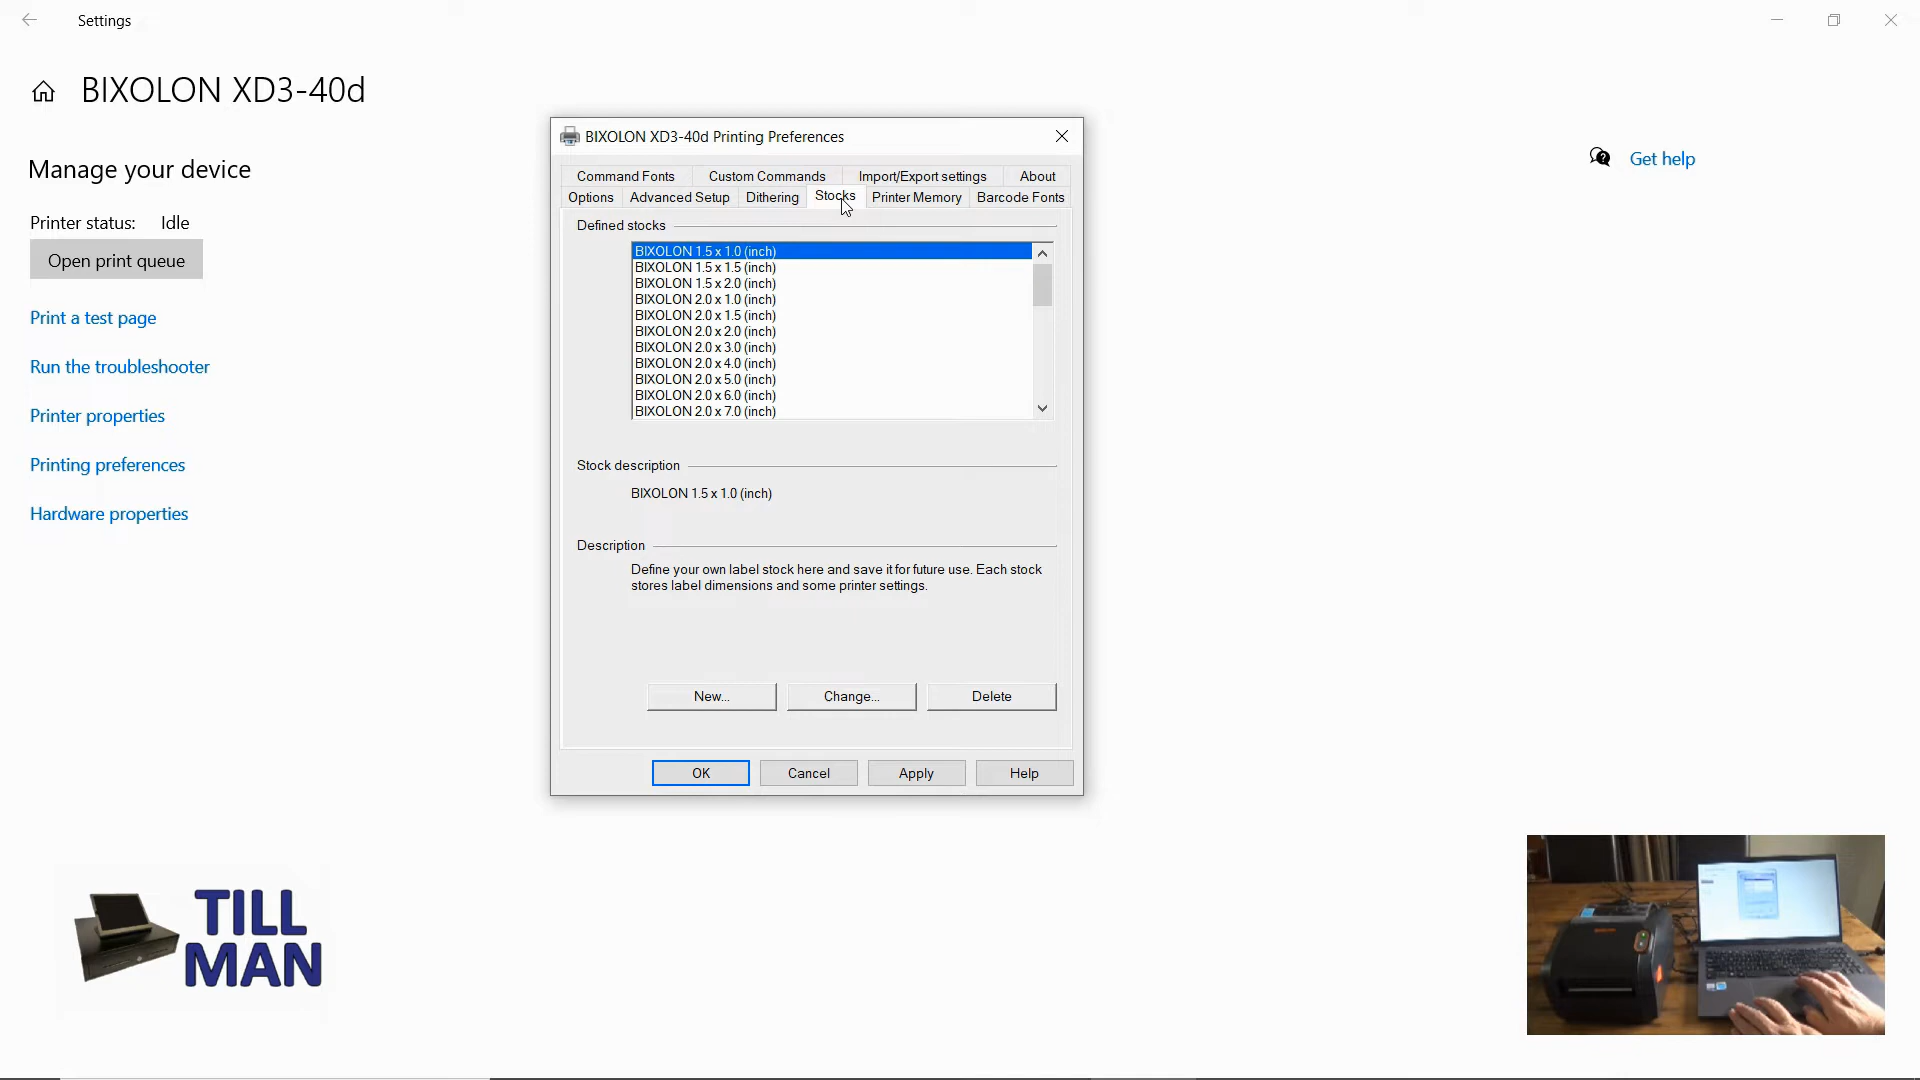 Settings
BIXOLON XD3-40d
Manage your device
Printer status: Idle
Open print queue
Print a test page
Run the troubleshooter
Printer properties
Printing preferences
Hardware properties
BIXOLON XD3-40d Printing Preferences
Command Fonts Custom Commands Import/Export settings About
Options Advanced Setup Dithering Stocks Printer Memory Barcode Fonts
Defined stocks
BIXOLON 1.5 x 1.0 (inch)
BIXOLON 1.5 x 1.5 (inch)
BIXOLON 1.5 x 2.0 (inch)
BIXOLON 2.0 x 1.0 (inch)
BIXOLON 2.0 x 1.5 (inch)
BIXOLON 2.0 x 2.0 (inch)
BIXOLON 2.0 x 3.0 (inch)
BIXOLON 2.0 x 4.0 (inch)
BIXOLON 2.0 x 5.0 (inch)
BIXOLON 2.0 x 6.0 (inch)
BIXOLON 2.0 x 7.0 (inch)
Stock description
BIXOLON 1.5 x 1.0 (inch)
Description
Define your own label stock here and save it for future use. Each stock
stores label dimensions and some printer settings.
New... Change... Delete
OK Cancel Apply Help
Get help
TILL
MAN